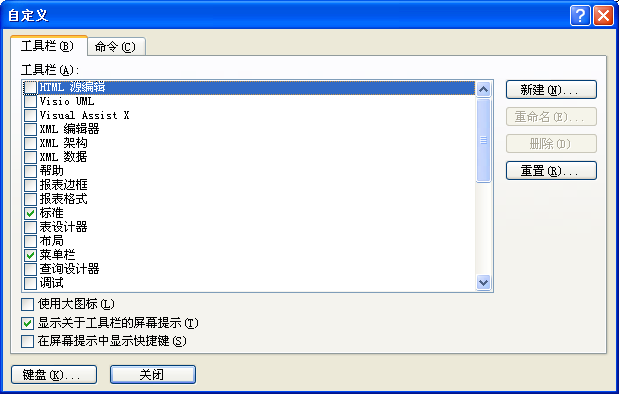 自定义
工具栏(B)
命令(C)
工具栏(A):
HTML 源编辑
Visio UML
Visual Assist X
XML 编辑器
XML 架构
XML 数据
帮助
报表边框
报表格式
标准
表设计器
布局
菜单栏
查询设计器
调试
新建(N)...
重命名(E)...
删除(D)
重置(R)...
使用大图标(L)
显示关于工具栏的屏幕提示(T)
在屏幕提示中显示快捷键(S)
键盘(K)...
关闭